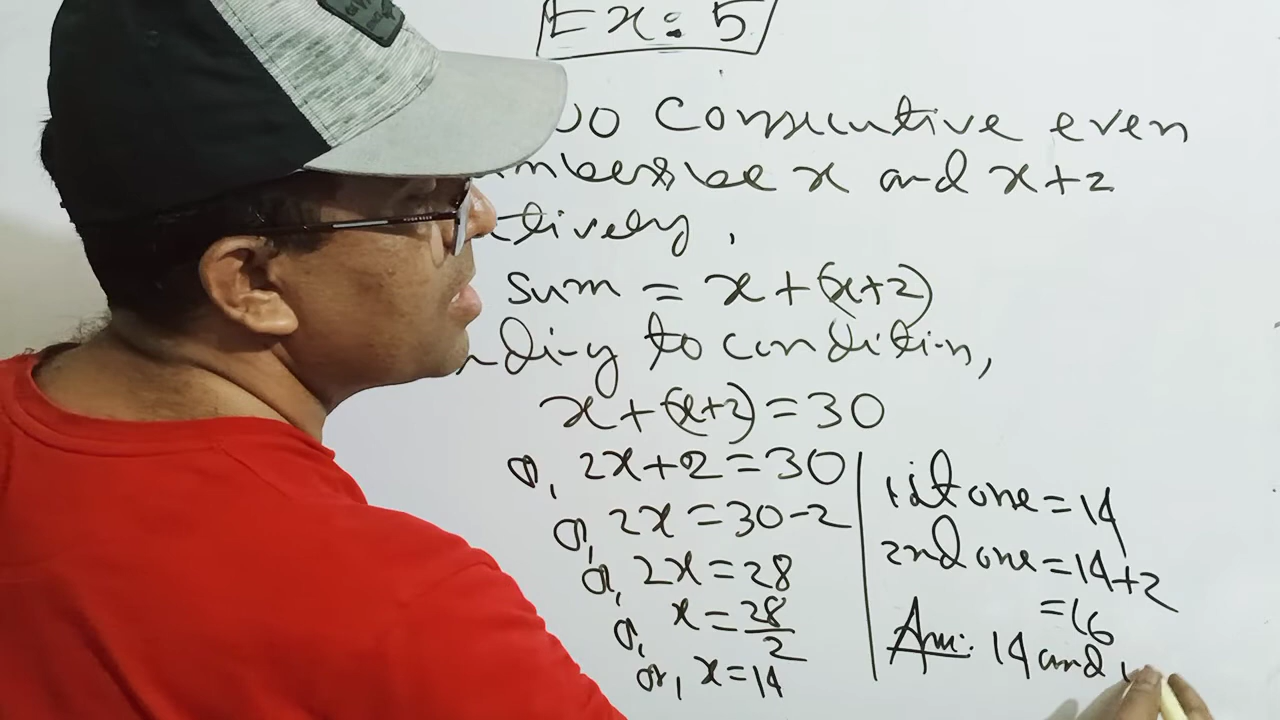 Ex: 5
Consecutive even
be x and x+2
sum = x+(x+2)
to condition,
x+(x+2)=30
or, 2x+2=30
or, 2x=30-2
or, 2x=28
or, x=28/2
or, x=14
1st one=14
2nd one=14+2
=16
Ans: 14 and 1